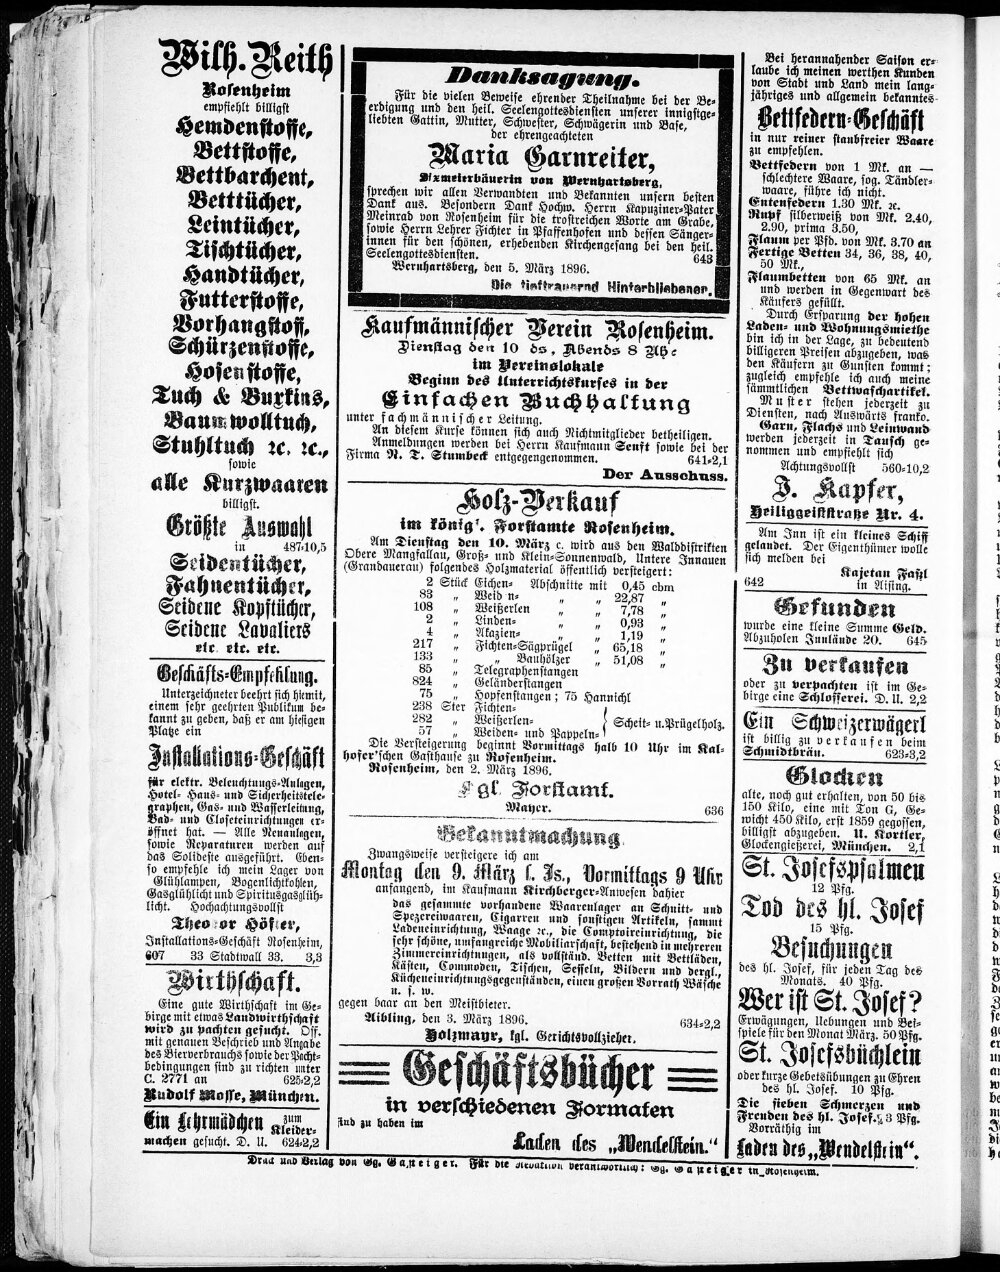 Wilh. Reith
Rosenheim
empfiehlt billigst
Hemdenstoffe,
Bettstoffe,
Bettbarchent,
Betttücher,
Leintücher,
Tischtücher,
Handtücher,
Futterstoffe,
Vorhangstoff,
Schürzenstoffe,
Hosenstoffe,
Tuch & Buxkins,
Baumwolltuch,
Stuhltuch ꝛc. ꝛc.,
sowie
alle Kurzwaaren
billigst.
Größte Auswahl
in 487-10,5
Seidentücher,
Fahnentücher,
Seidene Kopftücher,
Seidene Lavaliers
etc. etc. etc.
Geschäfts-Empfehlung.
Unterzeichneter beehrt sich hiemit,
einem sehr geehrten Publikum be-
kannt zu geben, daß er am hiesigen
Platze ein
Installations-Geschäft
für elektr. Beleuchtungs-Anlagen,
Hotel- Haus- und Sicherheitstele-
graphen, Gas- und Wasserleitung,
Bad- und Closeteinrichtungen er-
öffnet hat. — Alle Neuanlagen,
sowie Reparaturen werden auf
das Solideste ausgeführt. Eben-
so empfehle ich mein Lager von
Glühlampen, Bogenlichtkohlen,
Gasglühlicht und Spiritusgasglüh-
licht. Hochachtungsvollst
Theodor Höfler,
Installations-Geschäft Rosenheim,
607 33 Stadtwall 33. 3,3
Wirthschaft.
Eine gute Wirthschaft im Ge-
birge mit etwas Landwirthschaft
wird zu pachten gesucht. Off.
mit genauen Beschrieb und Angabe
des Bierverbrauchs sowie der Pacht-
bedingungen sind zu richten unter
C. 2771 an 625-2,2
Rudolf Mosse, München.
Ein Lehrmädchen zum
Kleider-
machen gesucht. D. U. 624-2,2
Danksagung.
Für die vielen Beweise ehrender Theilnahme bei der Be-
erdigung und den heil. Seelengottesdiensten unserer innigstge-
liebten Gattin, Mutter, Schwester, Schwägerin und Base,
der ehrengeachteten
Maria Garnreiter,
Sixmeierbäuerin von Wernhartsberg,
sprechen wir allen Verwandten und Bekannten unsern besten
Dank aus. Besondern Dank Hochw. Herrn Kapuziner-Pater
Meinrad von Rosenheim für die trostreichen Worte am Grabe,
sowie Herrn Lehrer Fichter in Pfaffenhofen und dessen Sänger-
innen für den schönen, erhebenden Kirchengesang bei den heil.
Seelengottesdiensten. 643
Wernhartsberg, den 5. März 1896.
Die tieftrauernd Hinterbliebener.
Kaufmännischer Verein Rosenheim.
Dienstag den 10 ds, Abends 8 Uhr
im Vereinslokale
Beginn des Unterrichtskurses in der
Einfachen Buchhaltung
unter fachmännischer Leitung.
An diesem Kurse können sich auch Nichtmitglieder betheiligen.
Anmeldungen werden bei Herrn Kaufmann Senft sowie bei der
Firma N. T. Stumbeck entgegengenommen. 641-2,1
Der Ausschuss.
Holz-Verkauf
im königl. Forstamte Rosenheim.
Am Dienstag den 10. März c. wird aus den Waldbistrikten
Obere Mangfallau, Groß- und Klein-Sonnenwald, Untere Innauen
(Granbauerau) folgendes Holzmaterial öffentlich versteigert:
2 Stück Eichen- Abschnitte mit 0,45 cbm
83 „ Weiden- „ „ 22,87 „
108 „ Weißerlen „ „ 7,78 „
2 „ Linden- „ „ 0,93 „
4 „ Akazien- „ „ 1,19 „
217 „ Fichten-Sägprügel „ 65,18 „
133 „ „ Bauhölzer „ 51,08 „
85 „ Telegraphenstangen
824 „ Geländerstangen
75 „ Hopfenstangen; 75 Hannichl
238 Ster Fichten-
282 „ Weißerlen- Scheit- u. Prügelholz.
57 „ Weiden- und Pappeln-
Die Versteigerung beginnt Vormittags halb 10 Uhr im Kal-
hofer'schen Gasthause zu Rosenheim.
Rosenheim, den 2. März 1896.
Kgl. Forstamt.
Mayer. 636
Bekanntmachung
Zwangsweise versteigere ich am
Montag den 9. März l. Js., Vormittags 9 Uhr
anfangend, im Kaufmann Kirchberger-Anwesen dahier
das gesammte vorhandene Waarenlager an Schnitt- und
Spezereiwaaren, Cigarren und sonstigen Artikeln, sammt
Ladeneinrichtung, Waage ꝛc., die Comptoireinrichtung, die
sehr schöne, umfangreiche Mobiliarschaft, bestehend in mehreren
Zimmereinrichtungen, als vollständ. Betten mit Bettläden,
Kästen, Commoden, Tischen, Sesseln, Bildern und dergl.,
Kücheneinrichtungsgegenständen, einen großen Vorrath Wäsche
u. s. w.
gegen baar an den Meistbieter.
Aibling, den 3. März 1896. 634-2,2
Holzmayr, kgl. Gerichtsvollzieher.
Geschäftsbücher
in verschiedenen Formaten
sind zu haben im
Laden des „Wendelstein."
Bei herannahender Saison er-
laube ich meinen werthen Kunden
von Stadt und Land mein lang-
jähriges und allgemein bekanntes
Bettfedern-Geschäft
in nur reiner staubfreier Waare
zu empfehlen.
Bettfedern von 1 Mk. an —
schlechtere Waare, sog. Tändler-
waare, führe ich nicht.
Entenfedern 1.30 Mk. ꝛc.
Rupf silberweiß von Mk. 2.40,
2.90, prima 3.50,
Flaum per Pfd. von Mk. 3.70 an
Fertige Betten 34, 36, 38, 40,
50 Mk.,
Flaumbetten von 65 Mk. an
und werden in Gegenwart des
Käufers gefüllt.
Durch Ersparung der hohen
Laden- und Wohnungsmiethe
bin ich in der Lage, zu bedeutend
billigeren Preisen abzugeben, was
den Käufern zu Gunsten kommt;
zugleich empfehle ich auch meine
sämmtlichen Bettwaschartikel.
Muster stehen jederzeit zu
Diensten, nach Auswärts franko.
Garn, Flachs und Leinwand
werden jederzeit in Tausch ge-
nommen und empfiehlt sich
Achtungsvollst 560-10,2
J. Kapfer,
Heiliggeiststraße Nr. 4.
Am Inn ist ein kleines Schiff
gelandet. Der Eigenthümer wolle
sich melden bei
Kajetan Faßl
642 in Aising.
Gefunden
wurde eine kleine Summe Geld.
Abzuholen Innlände 20. 645
Zu verkaufen
oder zu verpachten ist im Ge-
birge eine Schlosserei. D. U. 2,2
Ein Schweizerwägerl
ist billig zu verkaufen beim
Schmidtbräu. 623-3,2
Glocken
alte, noch gut erhalten, von 50 bis
150 Kilo, eine mit Ton G, Ge-
wicht 450 Kilo, erst 1859 gegossen,
billigst abzugeben. U. Kortler,
Glockengießerei, München. 2,1
St. Josefspsalmen
12 Pfg.
Tod des hl. Josef
15 Pfg.
Besuchungen
des hl. Josef, für jeden Tag des
Monats. 40 Pfg.
Wer ist St. Josef?
Erwägungen, Uebungen und Bei-
spiele für den Monat März. 50 Pfg.
St. Josefsbüchlein
oder kurze Gebetsübungen zu Ehren
des hl. Josef. 10 Pfg.
Die sieben Schmerzen und
Freuden des hl. Josef. 3 Pfg.
Vorräthig im
Laden des „Wendelstein".
Druck und Verlag von Gg. Gasteiger. Für die Redaktion verantwortlich: Gg. Gasteiger in Rosenheim.